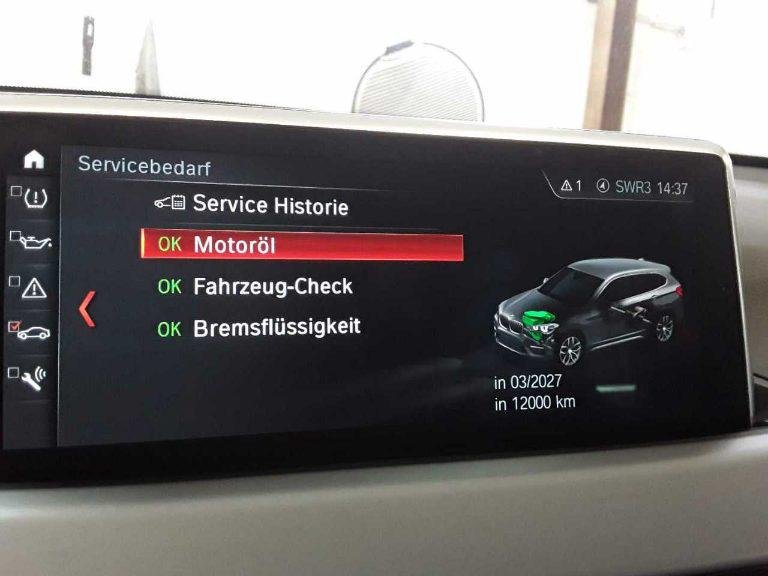 Servicebedarf
1 SWR3 14:37
Service Historie
OK Motoröl
OK Fahrzeug-Check
OK Bremsflüssigkeit
in 03/2027
in 12000 km